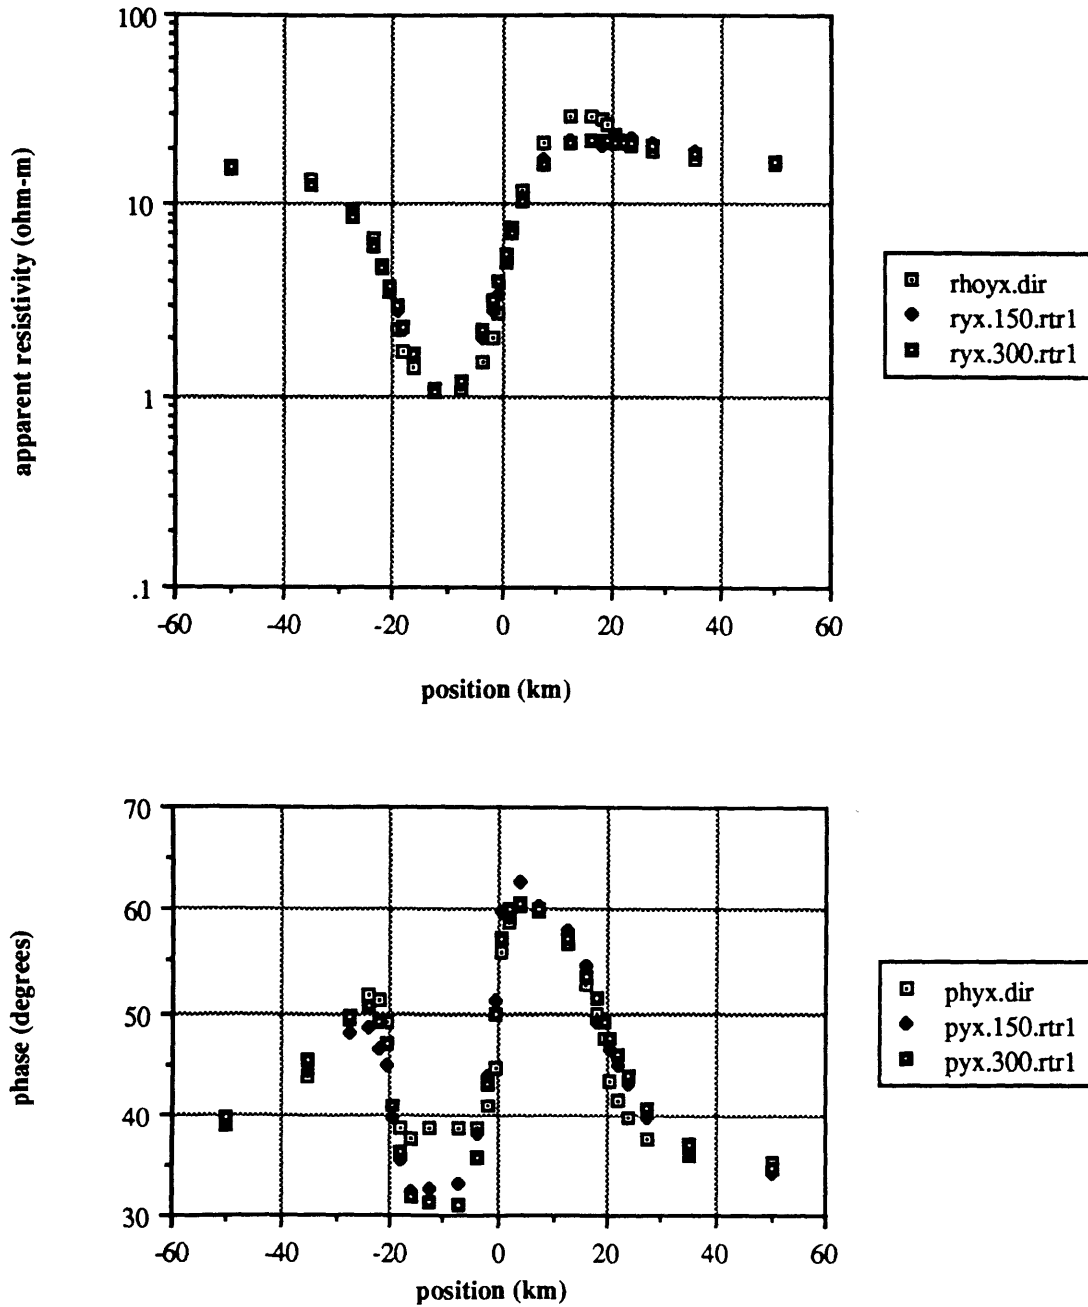 100
10
1
.1
apparent resistivity (ohm-m)
-60
-40
-20
0
20
40
60
position (km)
rhoyx.dir
ryx.150.rtr1
ryx.300.rtr1
70
60
50
40
30
phase (degrees)
-60
-40
-20
0
20
40
60
position (km)
phyx.dir
pyx.150.rtr1
pyx.300.rtr1